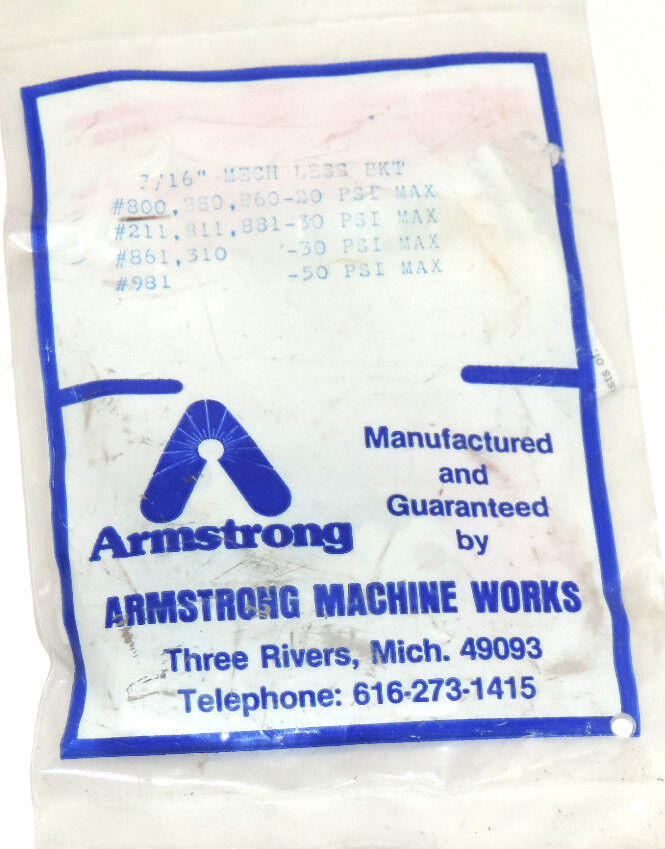 7/16" MECH LESS BKT
#800,880,860-20 PSI MAX
#211,811,881-30 PSI MAX
#861,310 -30 PSI MAX
#981 -50 PSI MAX
sists of
Armstrong
Manufactured
and
Guaranteed
by
ARMSTRONG MACHINE WORKS
Three Rivers, Mich. 49093
Telephone: 616-273-1415